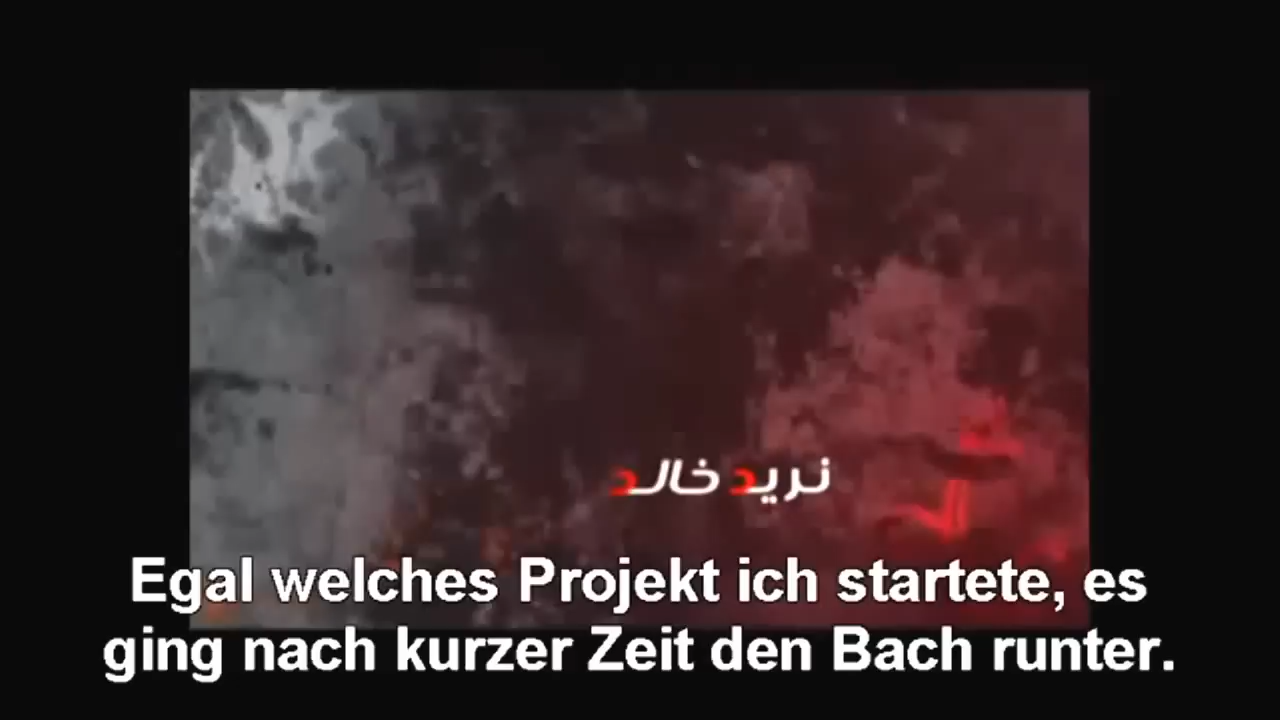 نريد خالد
Egal welches Projekt ich startete, es
ging nach kurzer Zeit den Bach runter.